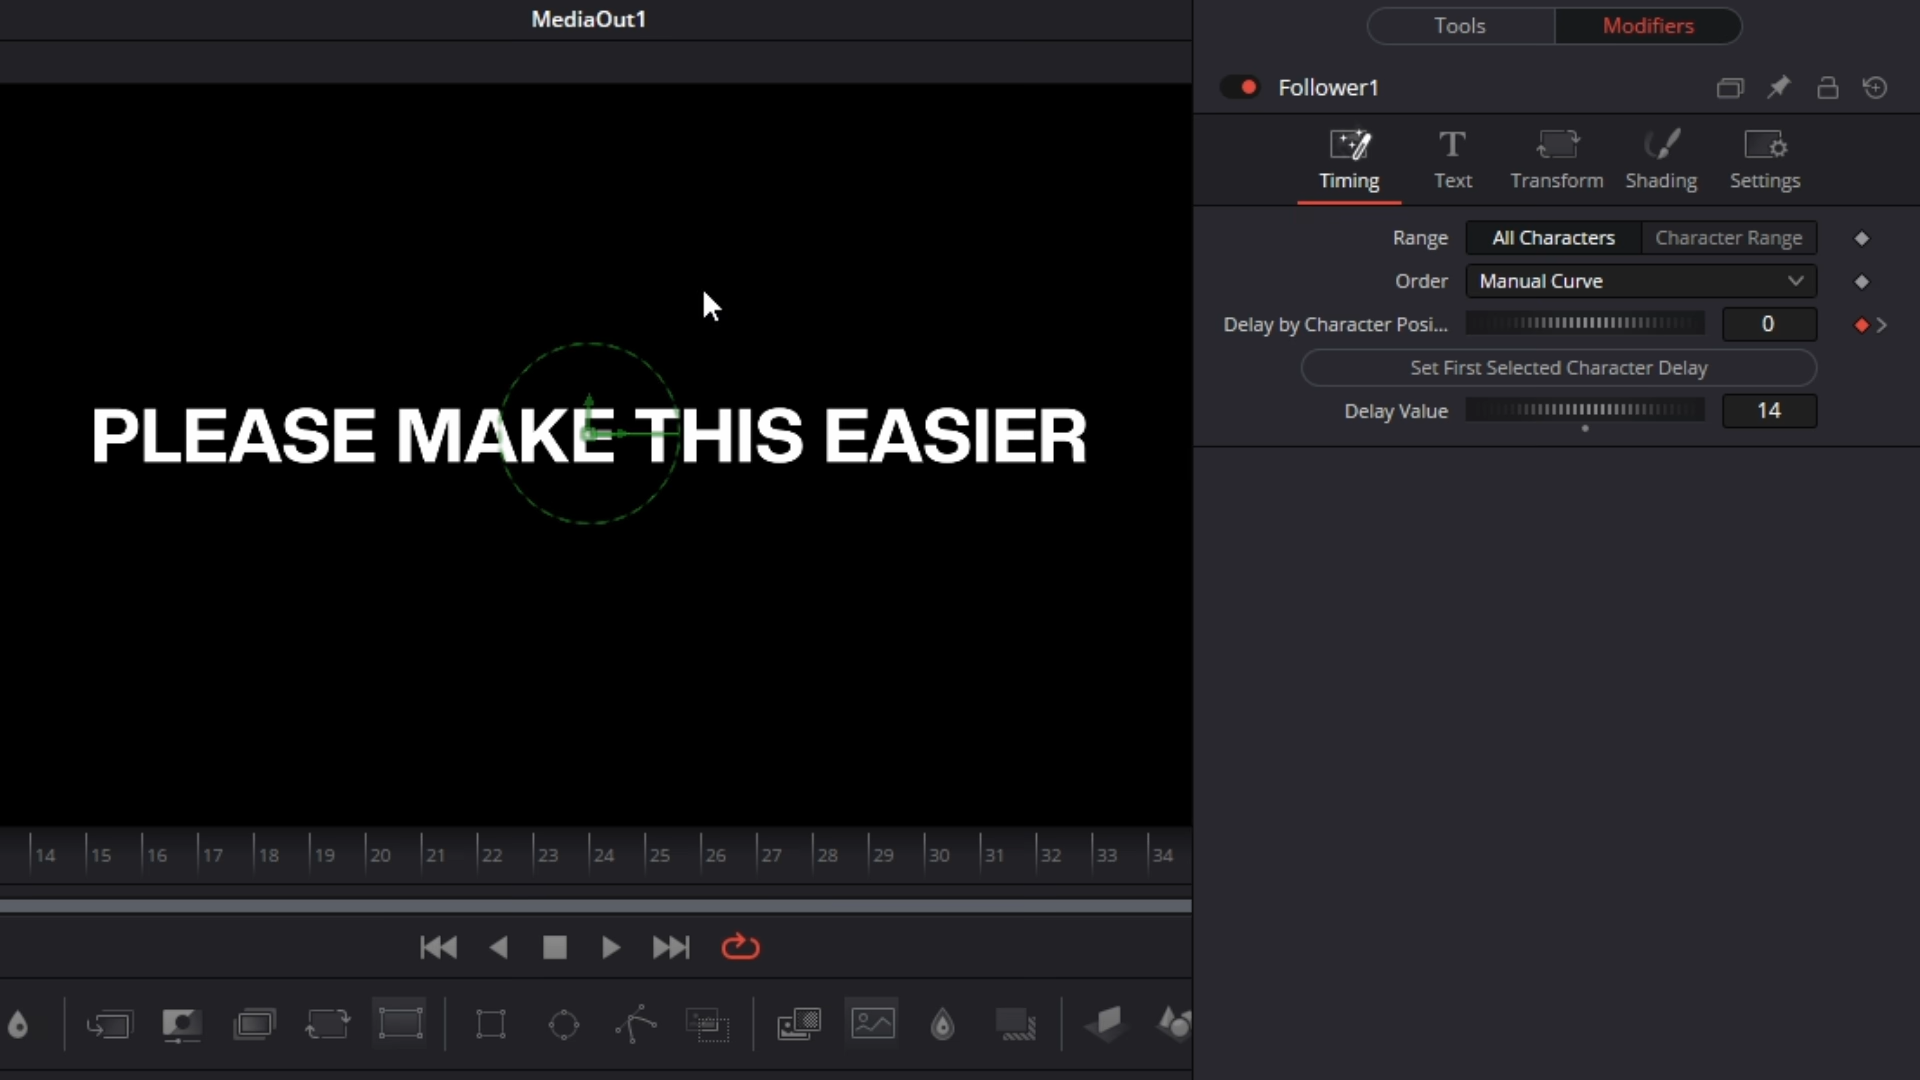 MediaOut1
Tools
Modifiers
Follower1
Timing
Text
Transform
Shading
Settings
Range
All Characters
Character Range
Order
Manual Curve
Delay by Character Posi...
0
Set First Selected Character Delay
Delay Value
14
PLEASE MAKE THIS EASIER
14 15 16 17 18 19 20 21 22 23 24 25 26 27 28 29 30 31 32 33 34